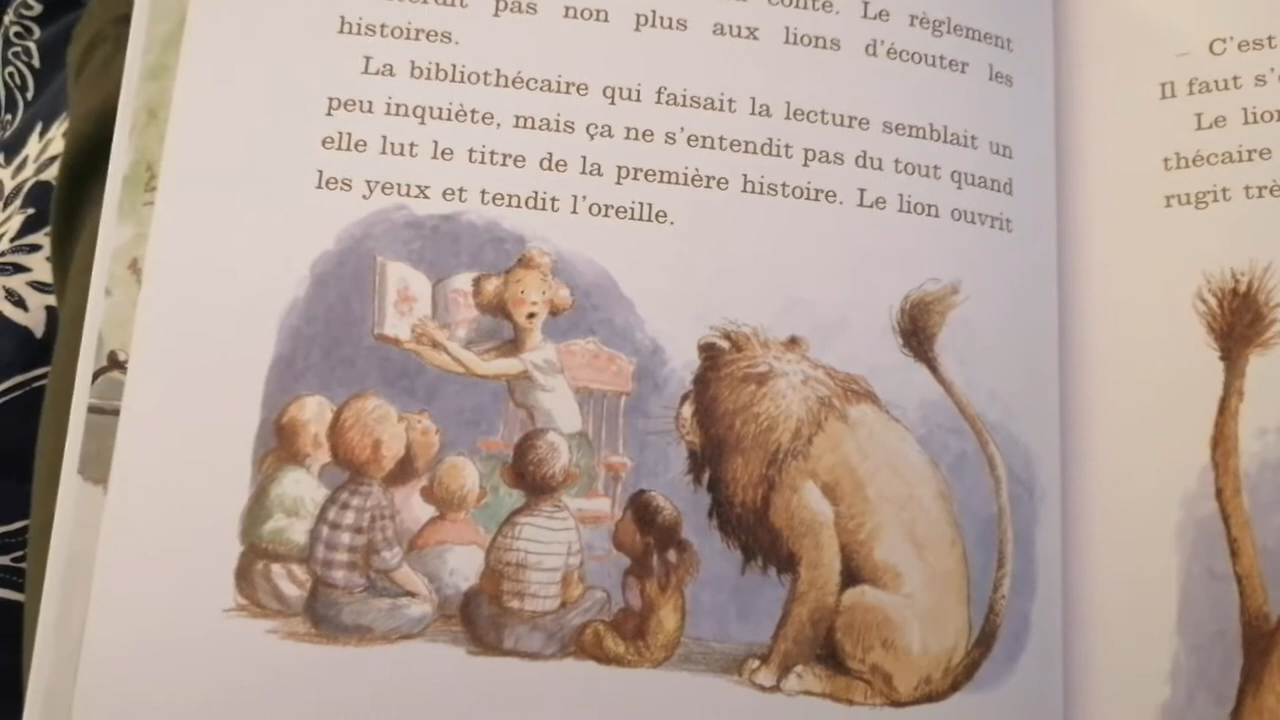 pas non plus aux lions d'écouter les
conte. Le règlement
histoires.
La bibliothécaire qui faisait la lecture semblait un
peu inquiète, mais ça ne s'entendit pas du tout quand
elle lut le titre de la première histoire. Le lion ouvrit
les yeux et tendit l'oreille.
– C'est
Il faut s'
Le lion
thécaire
rugit